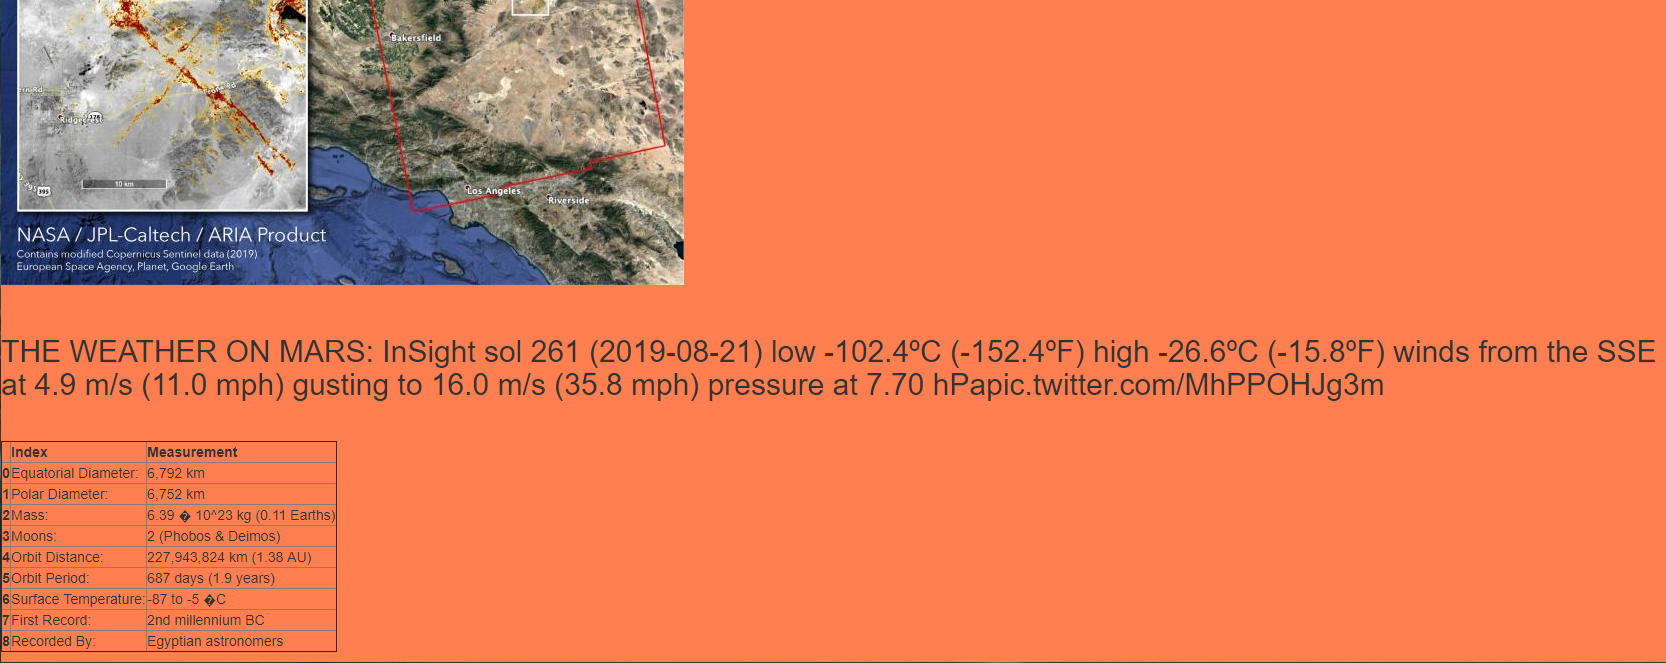 Bakersfield
ern Rd
Trona Rd
Ridgecrest
178
395
395
10 km
Los Angeles
Riverside
NASA / JPL-Caltech / ARIA Product
Contains modified Copernicus Sentinel data (2019)
European Space Agency, Planet, Google Earth
THE WEATHER ON MARS: InSight sol 261 (2019-08-21) low -102.4ºC (-152.4ºF) high -26.6ºC (-15.8ºF) winds from the SSE
at 4.9 m/s (11.0 mph) gusting to 16.0 m/s (35.8 mph) pressure at 7.70 hPapic.twitter.com/MhPPOHJg3m
Index Measurement
0 Equatorial Diameter: 6,792 km
1 Polar Diameter: 6,752 km
2 Mass: 6.39 � 10^23 kg (0.11 Earths)
3 Moons: 2 (Phobos & Deimos)
4 Orbit Distance: 227,943,824 km (1.38 AU)
5 Orbit Period: 687 days (1.9 years)
6 Surface Temperature: -87 to -5 �C
7 First Record: 2nd millennium BC
8 Recorded By: Egyptian astronomers